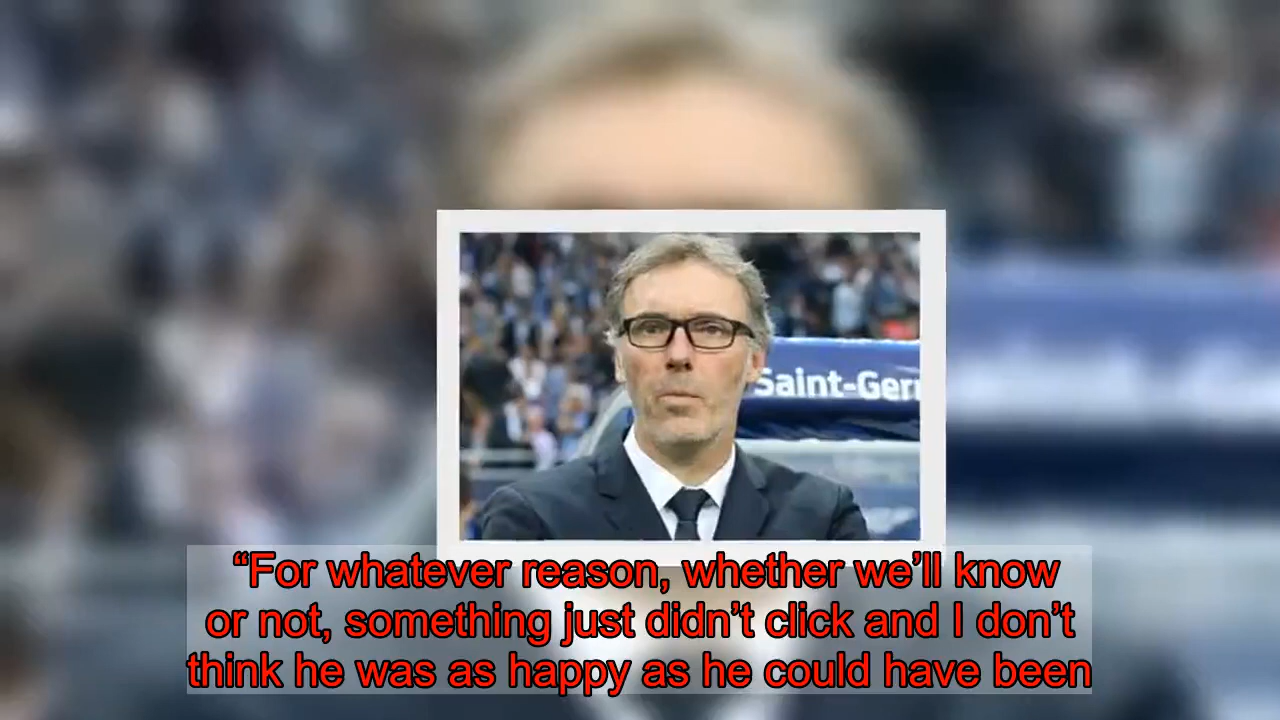 Saint-Ger
“For whatever reason, whether we’ll know
or not, something just didn’t click and I don’t
think he was as happy as he could have been